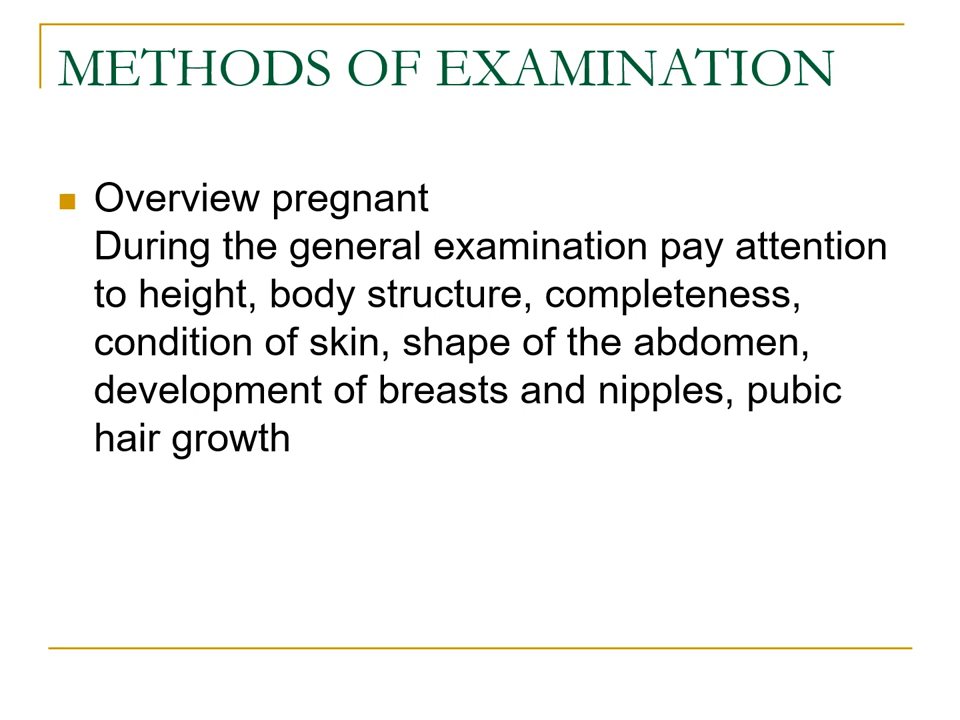 METHODS OF EXAMINATION
Overview pregnant
During the general examination pay attention
to height, body structure, completeness,
condition of skin, shape of the abdomen,
development of breasts and nipples, pubic
hair growth